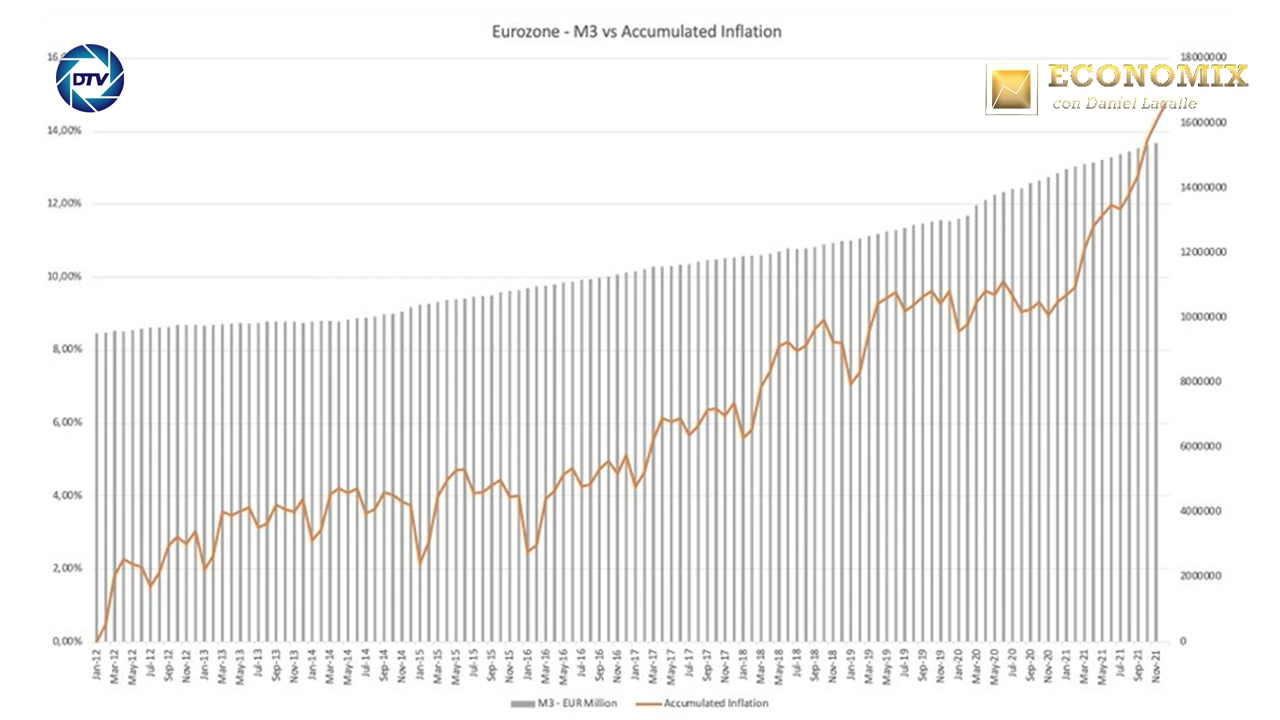 Eurozone - M3 vs Accumulated Inflation
DTV
ECONOMIX
con Daniel Lacalle
14,00%
12,00%
10,00%
8,00%
6,00%
4,00%
2,00%
0,00%
18000000
16000000
14000000
12000000
10000000
8000000
6000000
4000000
2000000
0
Jan-12
Mar-12
May-12
Jul-12
Sep-12
Nov-12
Jan-13
Mar-13
May-13
Jul-13
Sep-13
Nov-13
Jan-14
Mar-14
May-14
Jul-14
Sep-14
Nov-14
Jan-15
Mar-15
May-15
Jul-15
Sep-15
Nov-15
Jan-16
Mar-16
May-16
Jul-16
Sep-16
Nov-16
Jan-17
Mar-17
May-17
Jul-17
Sep-17
Nov-17
Jan-18
Mar-18
May-18
Jul-18
Sep-18
Nov-18
Jan-19
Mar-19
May-19
Jul-19
Sep-19
Nov-19
Jan-20
Mar-20
May-20
Jul-20
Sep-20
Nov-20
Jan-21
Mar-21
May-21
Jul-21
Sep-21
Nov-21
M3 - EUR Million
Accumulated Inflation